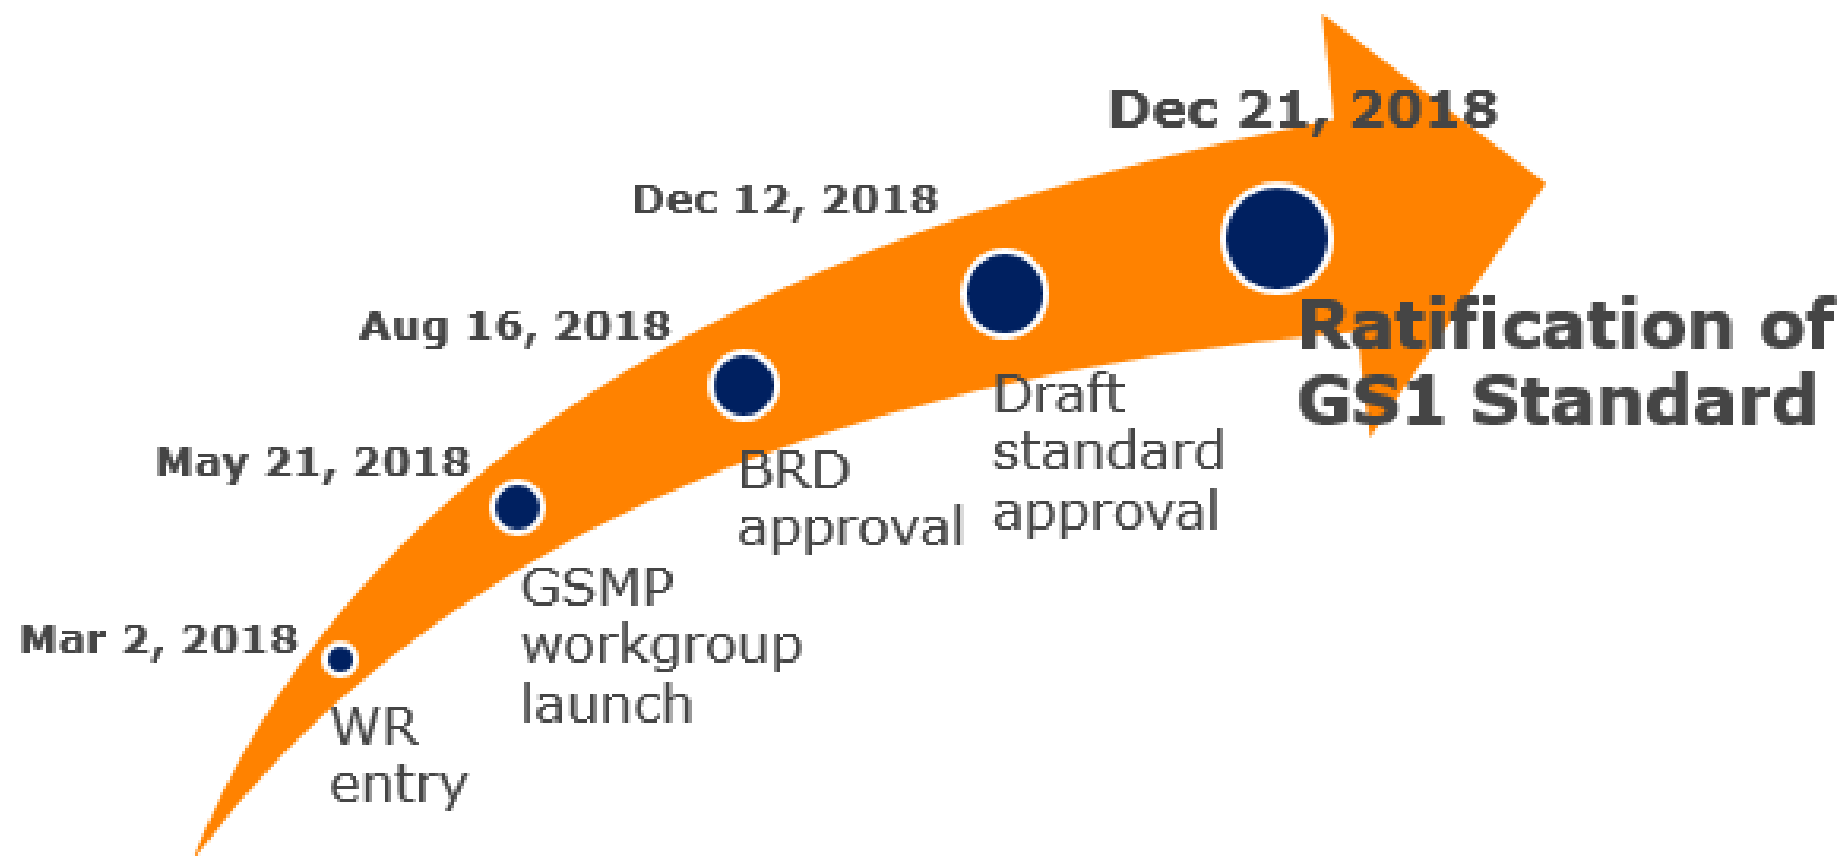 Mar 2, 2018
WR
entry
May 21, 2018
GSMP
workgroup
launch
Aug 16, 2018
BRD
approval
Dec 12, 2018
Draft
standard
approval
Dec 21, 2018
Ratification of
GS1 Standard